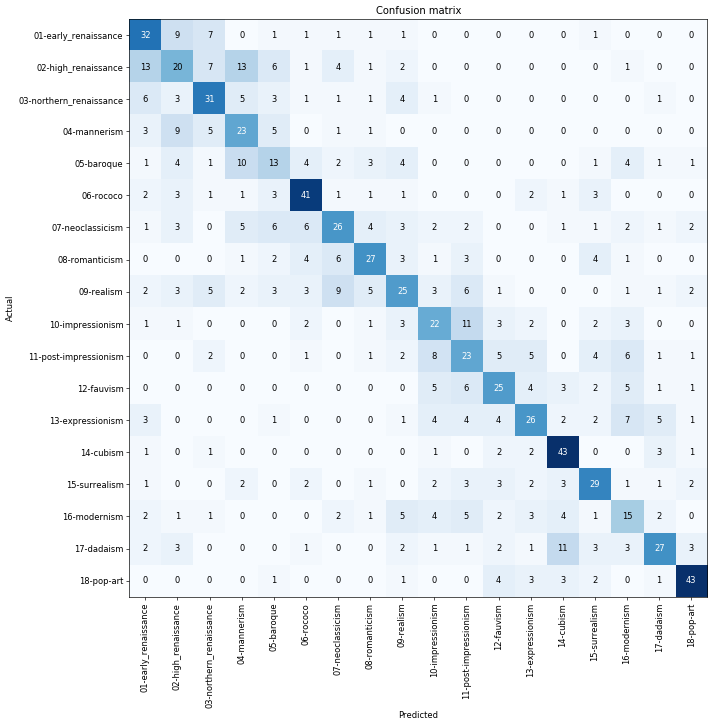 Confusion matrix
Actual
01-early_renaissance 32 9 7 0 1 1 1 1 1 0 0 0 0 0 1 0 0 0
02-high_renaissance 13 20 7 13 6 1 4 1 2 0 0 0 0 0 0 1 0 0
03-northern_renaissance 6 3 31 5 3 1 1 1 4 1 0 0 0 0 0 0 1 0
04-mannerism 3 9 5 23 5 0 1 1 0 0 0 0 0 0 0 0 0 0
05-baroque 1 4 1 10 13 4 2 3 4 0 0 0 0 0 1 4 1 1
06-rococo 2 3 1 1 3 41 1 1 1 0 0 0 2 1 3 0 0 0
07-neoclassicism 1 3 0 5 6 6 26 4 3 2 2 0 0 1 1 2 1 2
08-romanticism 0 0 0 1 2 4 6 27 3 1 3 0 0 0 4 1 0 0
09-realism 2 3 5 2 3 3 9 5 25 3 6 1 0 0 0 1 1 2
10-impressionism 1 1 0 0 0 2 0 1 3 22 11 3 2 0 2 3 0 0
11-post-impressionism 0 0 2 0 0 1 0 1 2 8 23 5 5 0 4 6 1 1
12-fauvism 0 0 0 0 0 0 0 0 0 5 6 25 4 3 2 5 1 1
13-expressionism 3 0 0 0 1 0 0 0 1 4 4 4 26 2 2 7 5 1
14-cubism 1 0 1 0 0 0 0 0 0 1 0 2 2 43 0 0 3 1
15-surrealism 1 0 0 2 0 2 0 1 0 2 3 3 2 3 29 1 1 2
16-modernism 2 1 1 0 0 0 2 1 5 4 5 2 3 4 1 15 2 0
17-dadaism 2 3 0 0 0 1 0 0 2 1 1 2 1 11 3 3 27 3
18-pop-art 0 0 0 0 1 0 0 0 1 0 0 4 3 3 2 0 1 43
01-early_renaissance 02-high_renaissance 03-northern_renaissance 04-mannerism 05-baroque 06-rococo 07-neoclassicism 08-romanticism 09-realism 10-impressionism 11-post-impressionism 12-fauvism 13-expressionism 14-cubism 15-surrealism 16-modernism 17-dadaism 18-pop-art
Predicted